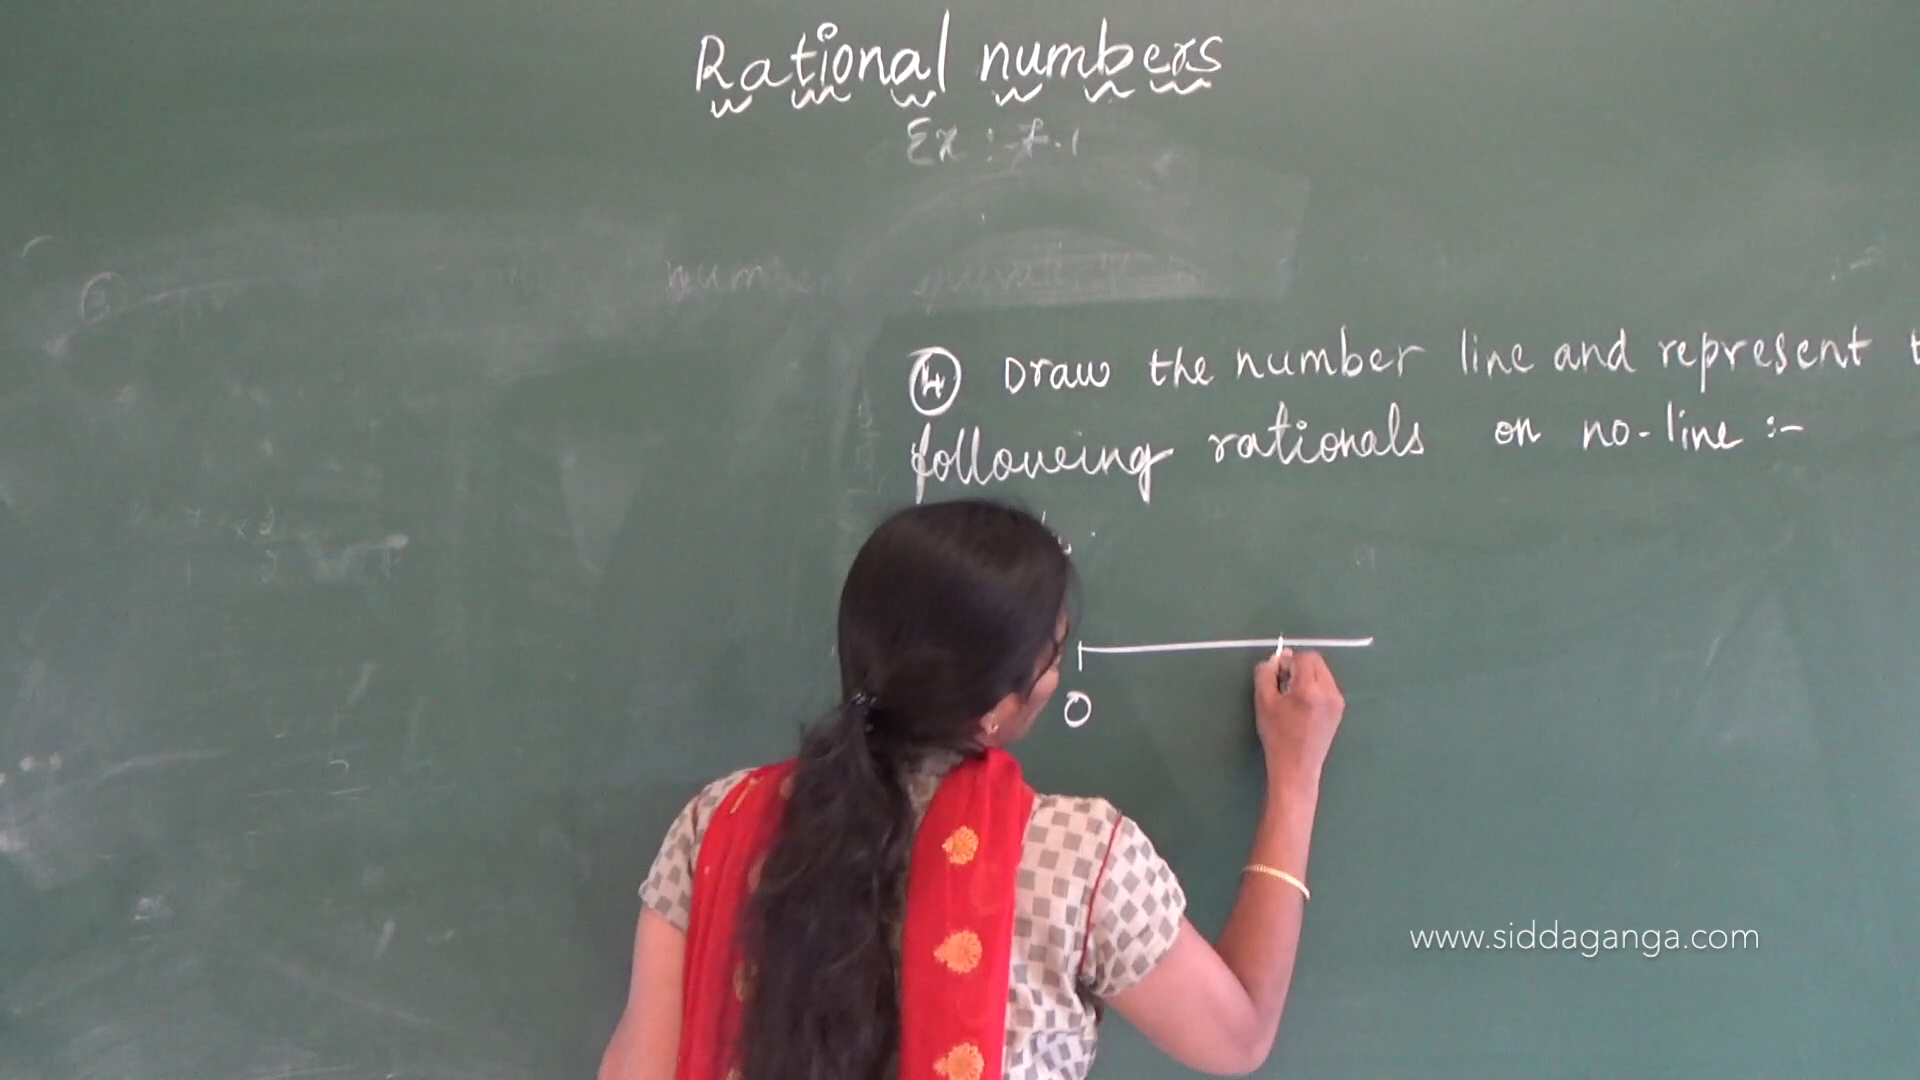 Rational numbers
Ex :- 7.1
④ Draw the number line and represent t
following rationals on no-line :-
0
www.siddaganga.com